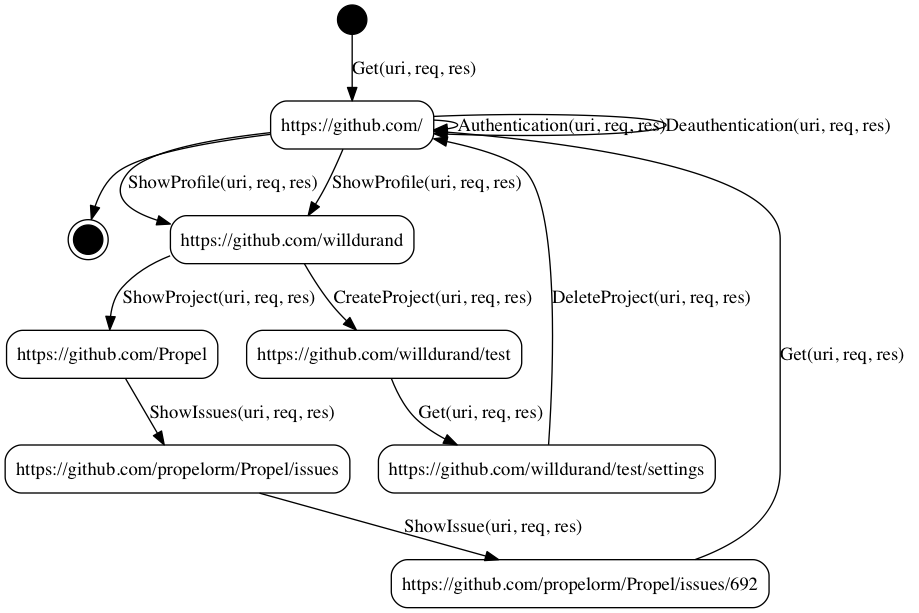 Get(uri, req, res)
https://github.com/
Authentication(uri, req, res)
Deauthentication(uri, req, res)
ShowProfile(uri, req, res)
ShowProfile(uri, req, res)
https://github.com/willdurand
ShowProject(uri, req, res)
CreateProject(uri, req, res)
DeleteProject(uri, req, res)
https://github.com/Propel
https://github.com/willdurand/test
Get(uri, req, res)
ShowIssues(uri, req, res)
Get(uri, req, res)
https://github.com/propelorm/Propel/issues
https://github.com/willdurand/test/settings
ShowIssue(uri, req, res)
https://github.com/propelorm/Propel/issues/692